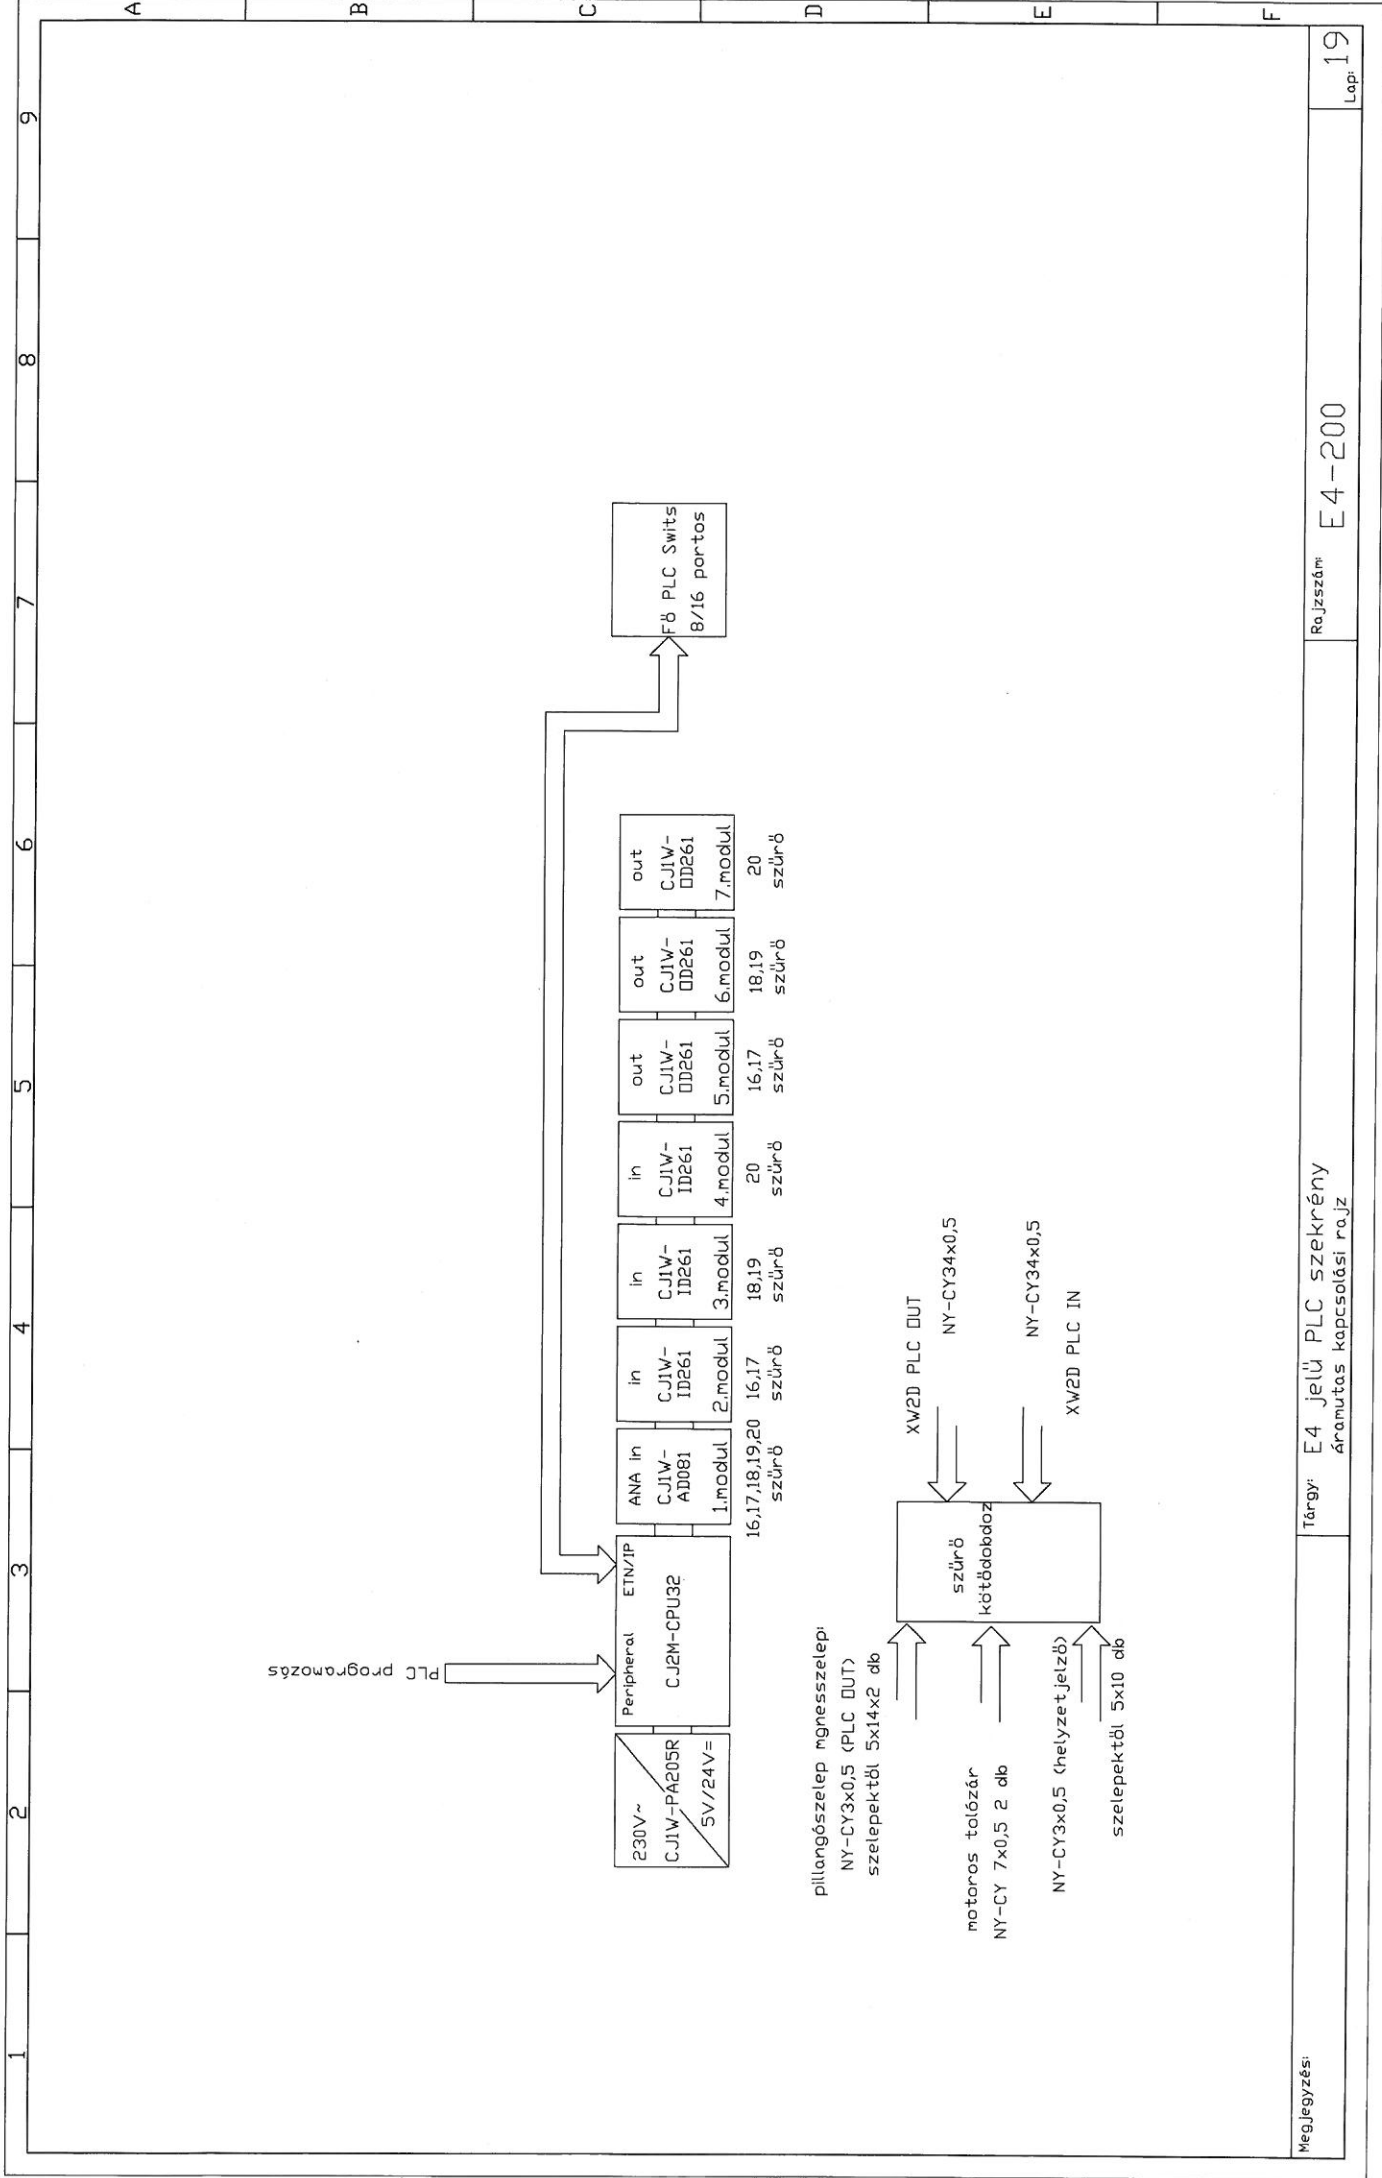 1 2 3 4 5 6 7 8 9
A
B
C
D
E
F
PLC programozás
230V~
CJ1W-PA205R
5V/24V=
Peripheral ETN/IP
CJ2M-CPU32
ANA in
CJ1W-
AD081
1.modul
16,17,18,19,20
szűrő
in
CJ1W-
ID261
2.modul
16,17
szűrő
in
CJ1W-
ID261
3.modul
18,19
szűrő
in
CJ1W-
ID261
4.modul
20
szűrő
out
CJ1W-
OD261
5.modul
16,17
szűrő
out
CJ1W-
OD261
6.modul
18,19
szűrő
out
CJ1W-
OD261
7.modul
20
szűrő
Fő PLC Swits
8/16 portos
pillangószelep mgnesszelep:
NY-CY3x0,5 (PLC OUT)
szelepektől 5x14x2 db
motoros tolózár
NY-CY 7x0,5 2 db
NY-CY3x0,5 (helyzetjelző)
szelepektől 5x10 db
szűrő
kötődobdoz
XW2D PLC OUT
NY-CY34x0,5
NY-CY34x0,5
XW2D PLC IN
Megjegyzés:
Tárgy: E4 jelű PLC szekrény
Áramutas kapcsolási rajz
Rajzszám: E4-200
Lap: 19